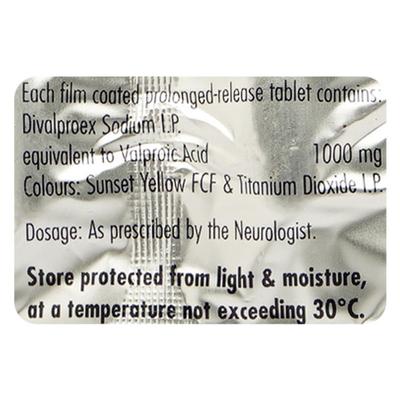 Each film coated prolonged-release tablet contains:
Divalproex Sodium I.P.
equivalent to Valproic Acid 1000 mg
Colours: Sunset Yellow FCF & Titanium Dioxide I.P.
Dosage: As prescribed by the Neurologist.
Store protected from light & moisture,
at a temperature not exceeding 30°C.